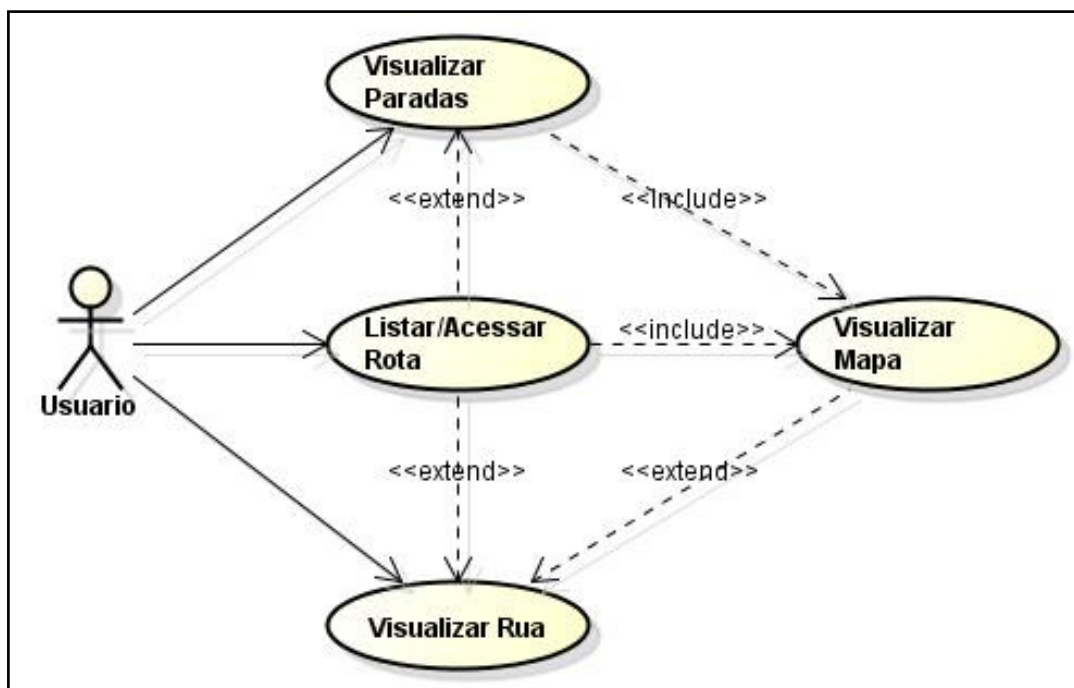 Visualizar
Paradas
<<extend>>
<<include>>
Listar/Acessar
Rota
<<include>>
Visualizar
Mapa
Usuario
<<extend>>
<<extend>>
Visualizar Rua